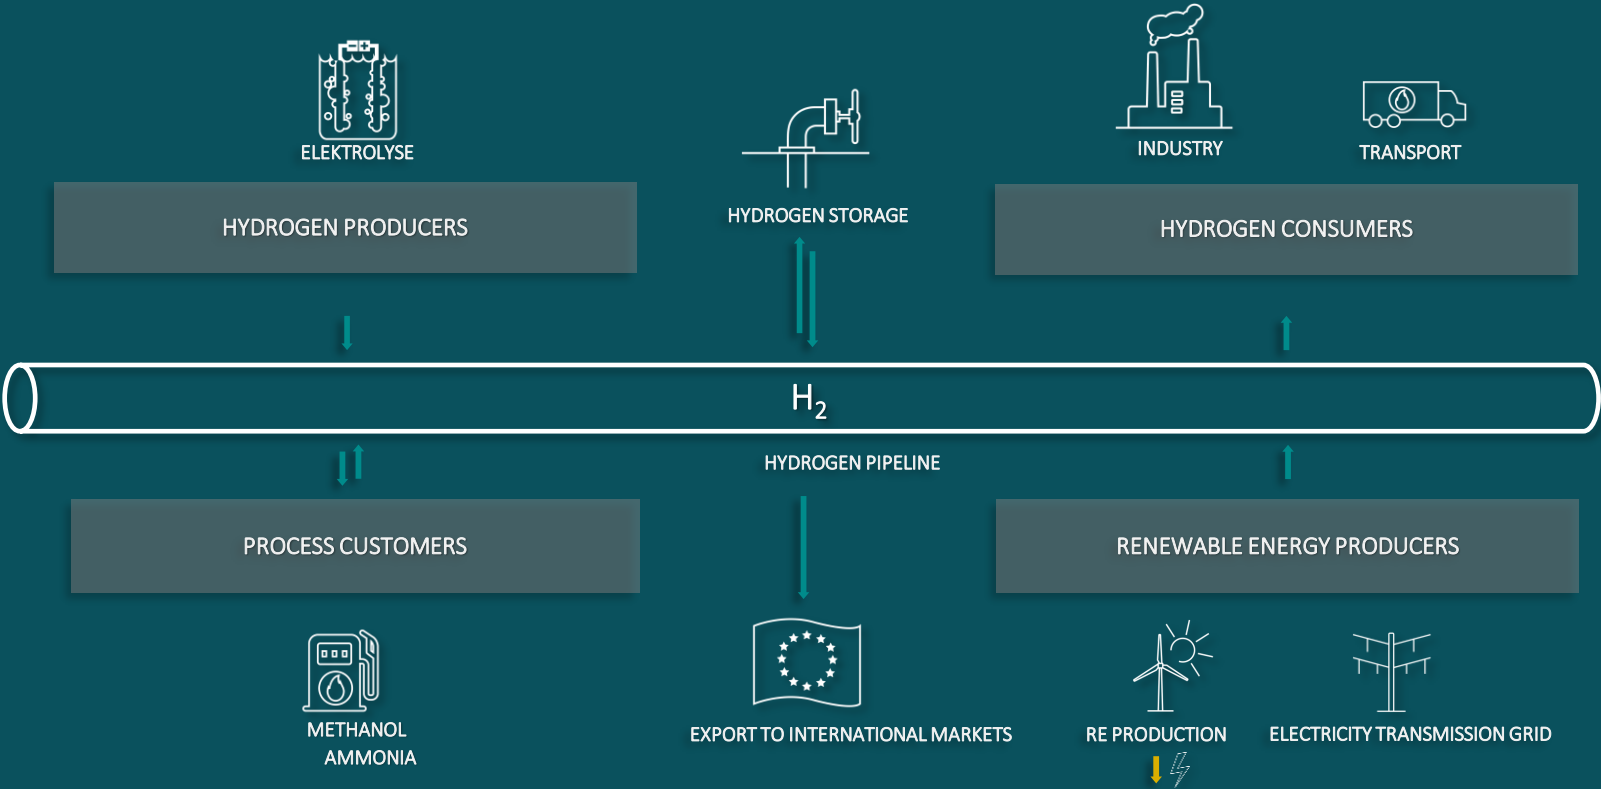 ELEKTROLYSE
INDUSTRY
TRANSPORT
HYDROGEN STORAGE
HYDROGEN PRODUCERS
HYDROGEN CONSUMERS
H₂
HYDROGEN PIPELINE
PROCESS CUSTOMERS
RENEWABLE ENERGY PRODUCERS
METHANOL
AMMONIA
EXPORT TO INTERNATIONAL MARKETS
RE PRODUCTION
ELECTRICITY TRANSMISSION GRID